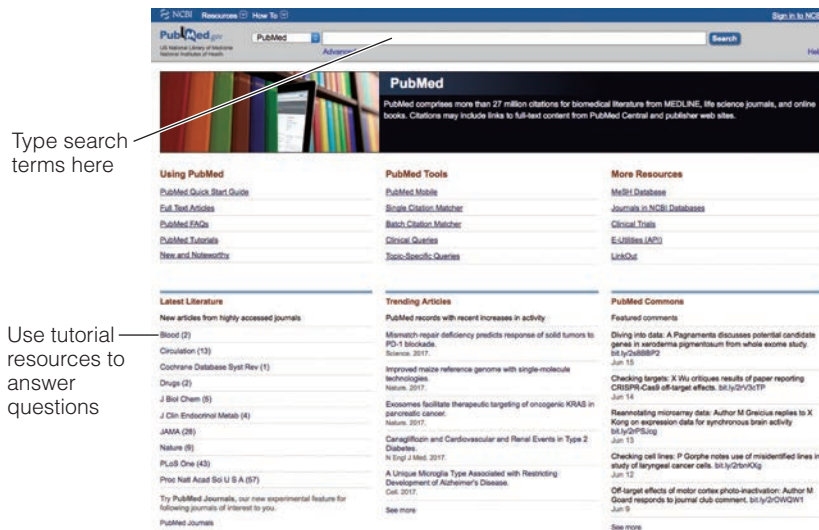 NCBI Resources How To Sign in to NCB
PubMed.gov
US National Library of Medicine
National Institutes of Health
PubMed
Search
Advanced
Hel
Type search
terms here
PubMed
PubMed comprises more than 27 million citations for biomedical literature from MEDLINE, life science journals, and online
books. Citations may include links to full-text content from PubMed Central and publisher web sites.
Using PubMed
PubMed Quick Start Guide
Full Text Articles
PubMed FAQs
PubMed Tutorials
New and Noteworthy
PubMed Tools
PubMed Mobile
Single Citation Matcher
Batch Citation Matcher
Clinical Queries
Topic-Specific Queries
More Resources
MeSH Database
Journals in NCBI Databases
Clinical Trials
E-Utilities (API)
LinkOut
Use tutorial
resources to
answer
questions
Latest Literature
New articles from highly accessed journals
Blood (2)
Circulation (13)
Cochrane Database Syst Rev (1)
Drugs (2)
J Biol Chem (5)
J Clin Endocrinol Metab (4)
JAMA (28)
Nature (9)
PLoS One (43)
Proc Natl Acad Sci U S A (57)
Try PubMed Journals, our new experimental feature for
following journals of interest to you.
PubMed Journals
Trending Articles
PubMed records with recent increases in activity
Mismatch-repair deficiency predicts response of solid tumors to
PD-1 blockade.
Science. 2017.
Improved maize reference genome with single-molecule
technologies.
Nature. 2017.
Exosomes facilitate therapeutic targeting of oncogenic KRAS in
pancreatic cancer.
Nature. 2017.
Canagliflozin and Cardiovascular and Renal Events in Type 2
Diabetes.
N Engl J Med. 2017.
A Unique Microglia Type Associated with Restricting
Development of Alzheimer's Disease.
Cell. 2017.
See more
PubMed Commons
Featured comments
Diving into data: A Pagnamenta discusses potential candidate
genes in xeroderma pigmentosum from whole exome study.
bit.ly/2s8BBP2
Jun 15
Checking targets: X Wu critiques results of paper reporting
CRISPR-Cas9 off-target effects. bit.ly/2rV3cTP
Jun 14
Reannotating microarray data: Author M Greicius replies to X
Kong on expression data for synchronous brain activity
bit.ly/2rPSJog
Jun 13
Checking cell lines: P Gorphe notes use of misidentified lines in
study of laryngeal cancer cells. bit.ly/2rbnKXg
Jun 12
Off-target effects of motor cortex photo-inactivation: Author M
Goard responds to journal club comment. bit.ly/2rOWQW1
Jun 9
See more